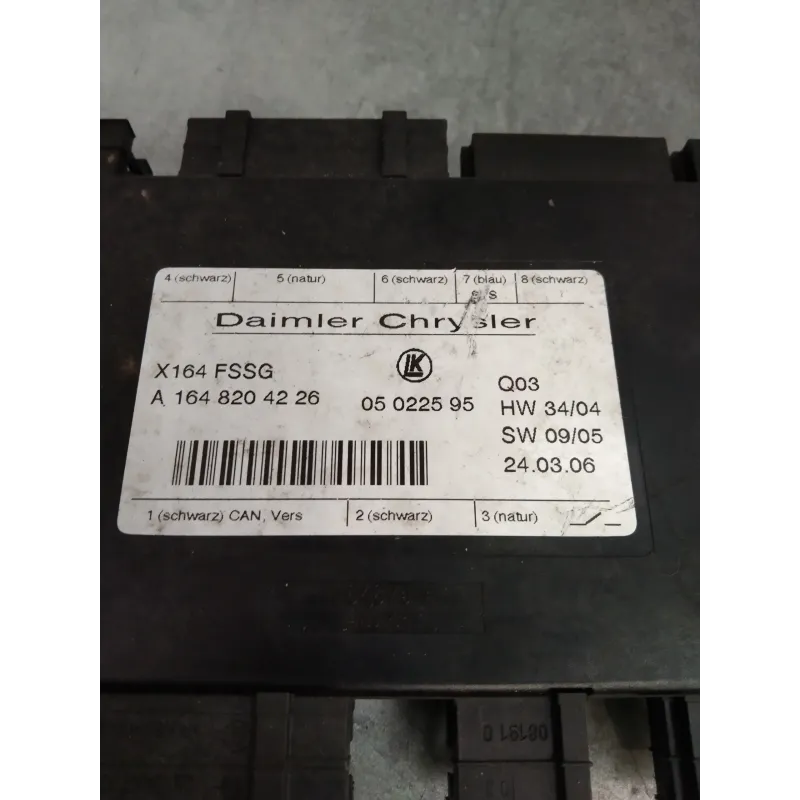 4 (schwarz) 5 (natur) 6 (schwarz) 7 (blau) 8 (schwarz)
Daimler Chrysler
LK
X164 FSSG
Q03
A 164 820 42 26 05 0225 95 HW 34/04
SW 09/05
24.03.06
1 (schwarz) CAN, Vers 2 (schwarz) 3 (natur)